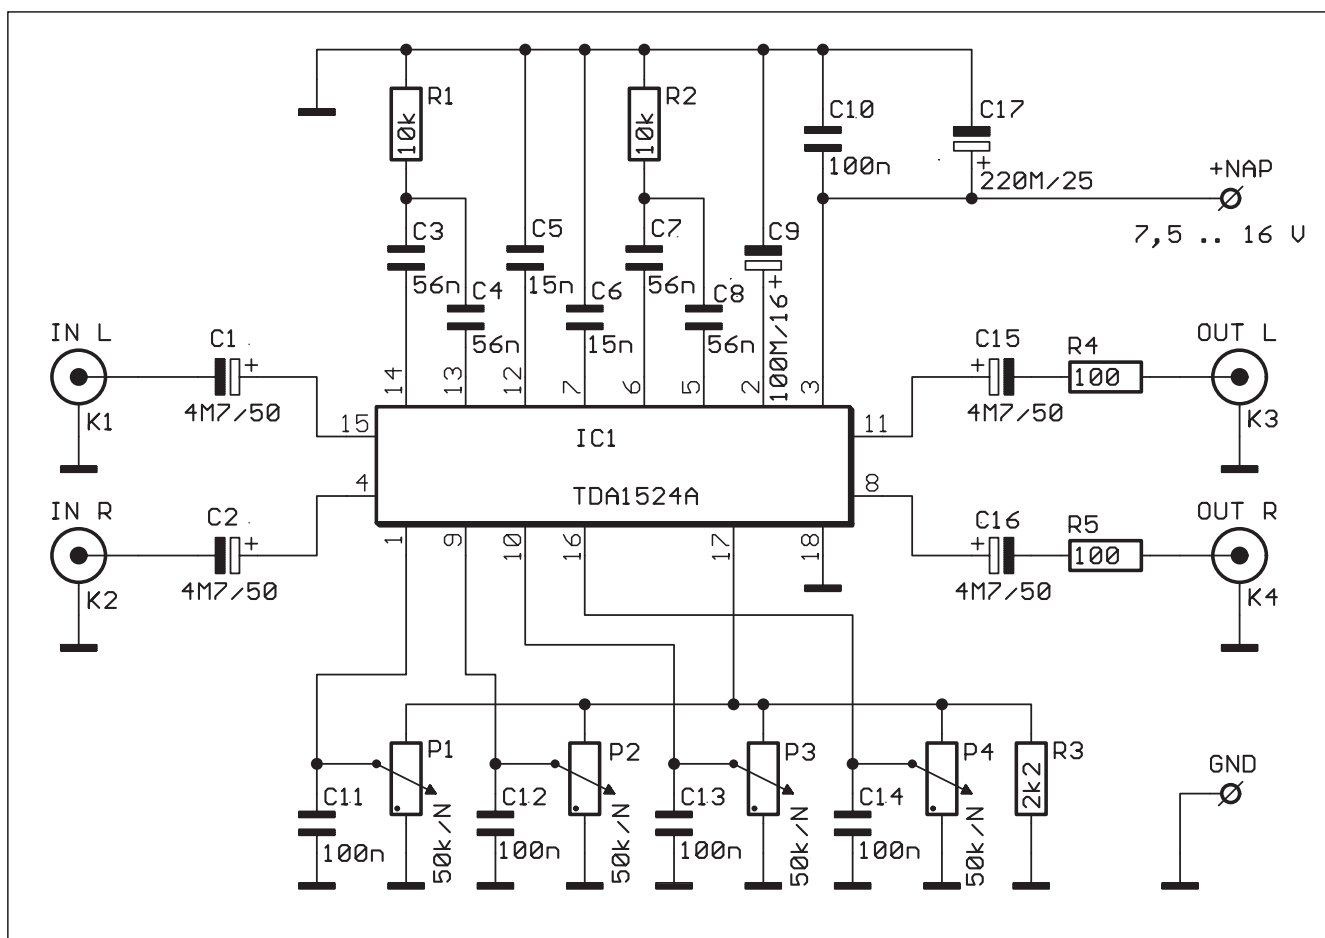 R1
10k
R2
10k
C10
100n
C17
220M/25
+
+NAP
7,5 .. 16 V
C3
56n
C4
56n
C5
15n
C6
15n
C7
56n
C8
56n
C9
+
100M/16
IN L
K1
C1
+
4M7/50
14
13
12
7
6
5
2
3
15
4
IC1
TDA1524A
11
8
C15
+
4M7/50
R4
100
OUT L
K3
IN R
K2
C2
+
4M7/50
1
9
10
16
17
18
C16
+
4M7/50
R5
100
OUT R
K4
P1
50k/N
C11
100n
P2
50k/N
C12
100n
P3
50k/N
C13
100n
P4
50k/N
C14
100n
R3
2k2
GND